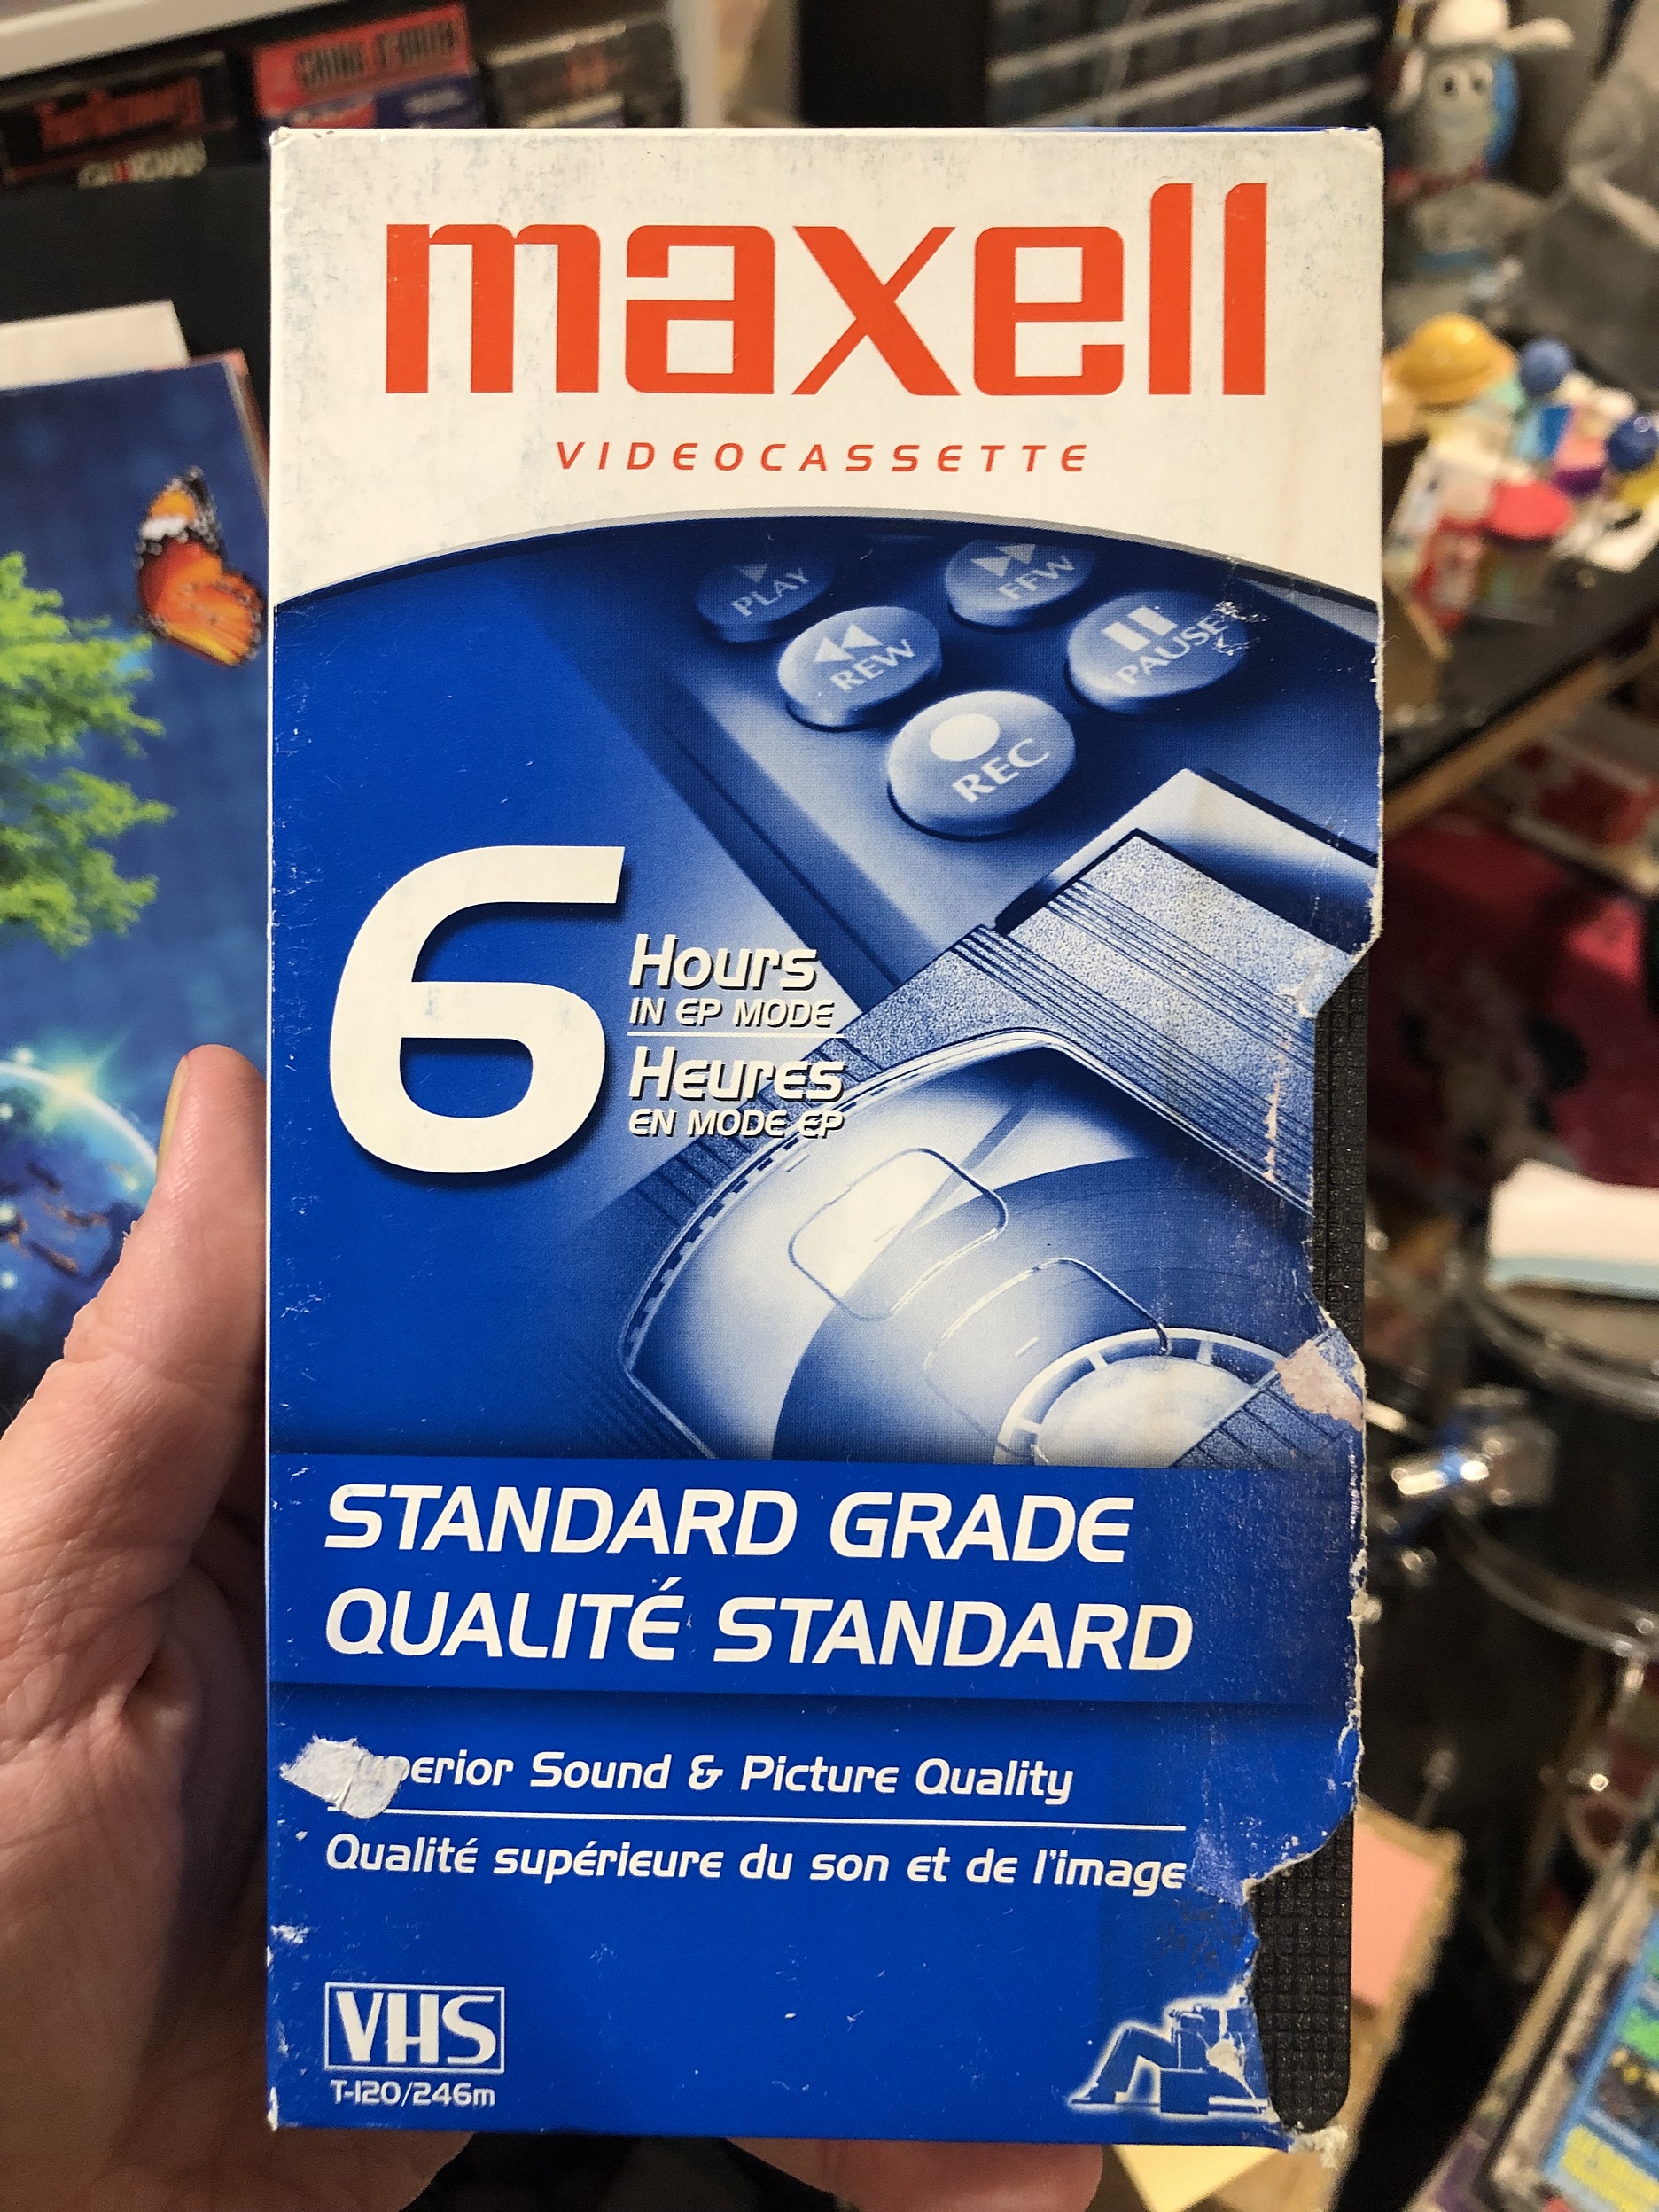 maxell
VIDEOCASSETTE
PLAY
FFW
REW
PAUSE
REC
6
Hours
IN EP MODE
Heures
EN MODE EP
STANDARD GRADE
QUALITÉ STANDARD
Sound & Picture Quality
Qualité supérieure du son et de l'image
VHS
T-120/246m